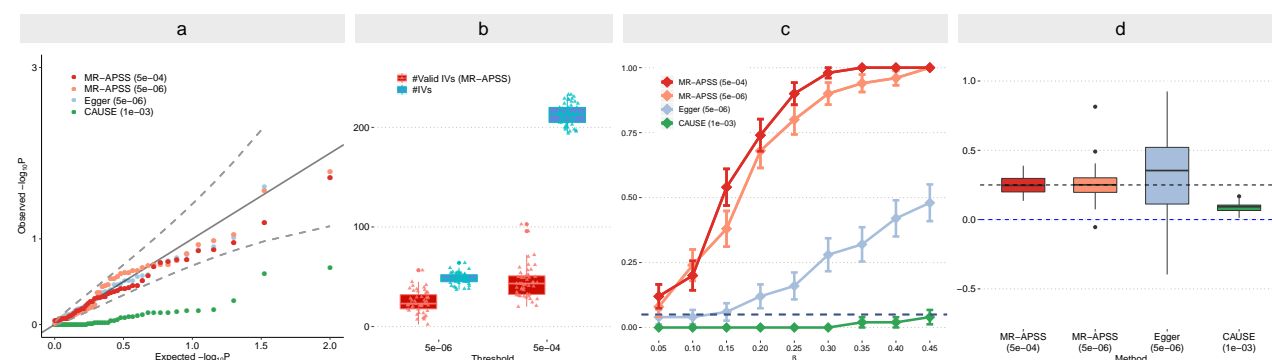 a
b
c
d
MR−APSS (5e−04)
MR−APSS (5e−06)
Egger (5e−06)
CAUSE (1e−03)
3
1
0
Observed −log10P
0.0
0.5
1.0
1.5
2.0
Expected −log10P
#Valid IVs (MR−APSS)
#IVs
200
100
0
5e−06
5e−04
Threshold
MR−APSS (5e−04)
MR−APSS (5e−06)
Egger (5e−06)
CAUSE (1e−03)
1.00
0.75
0.50
0.25
0.00
0.05 0.10 0.15 0.20 0.25 0.30 0.35 0.40 0.45
β
1.0
0.5
0.0
−0.5
MR−APSS
(5e−04)
MR−APSS
(5e−06)
Egger
(5e−06)
CAUSE
(1e−03)
Method